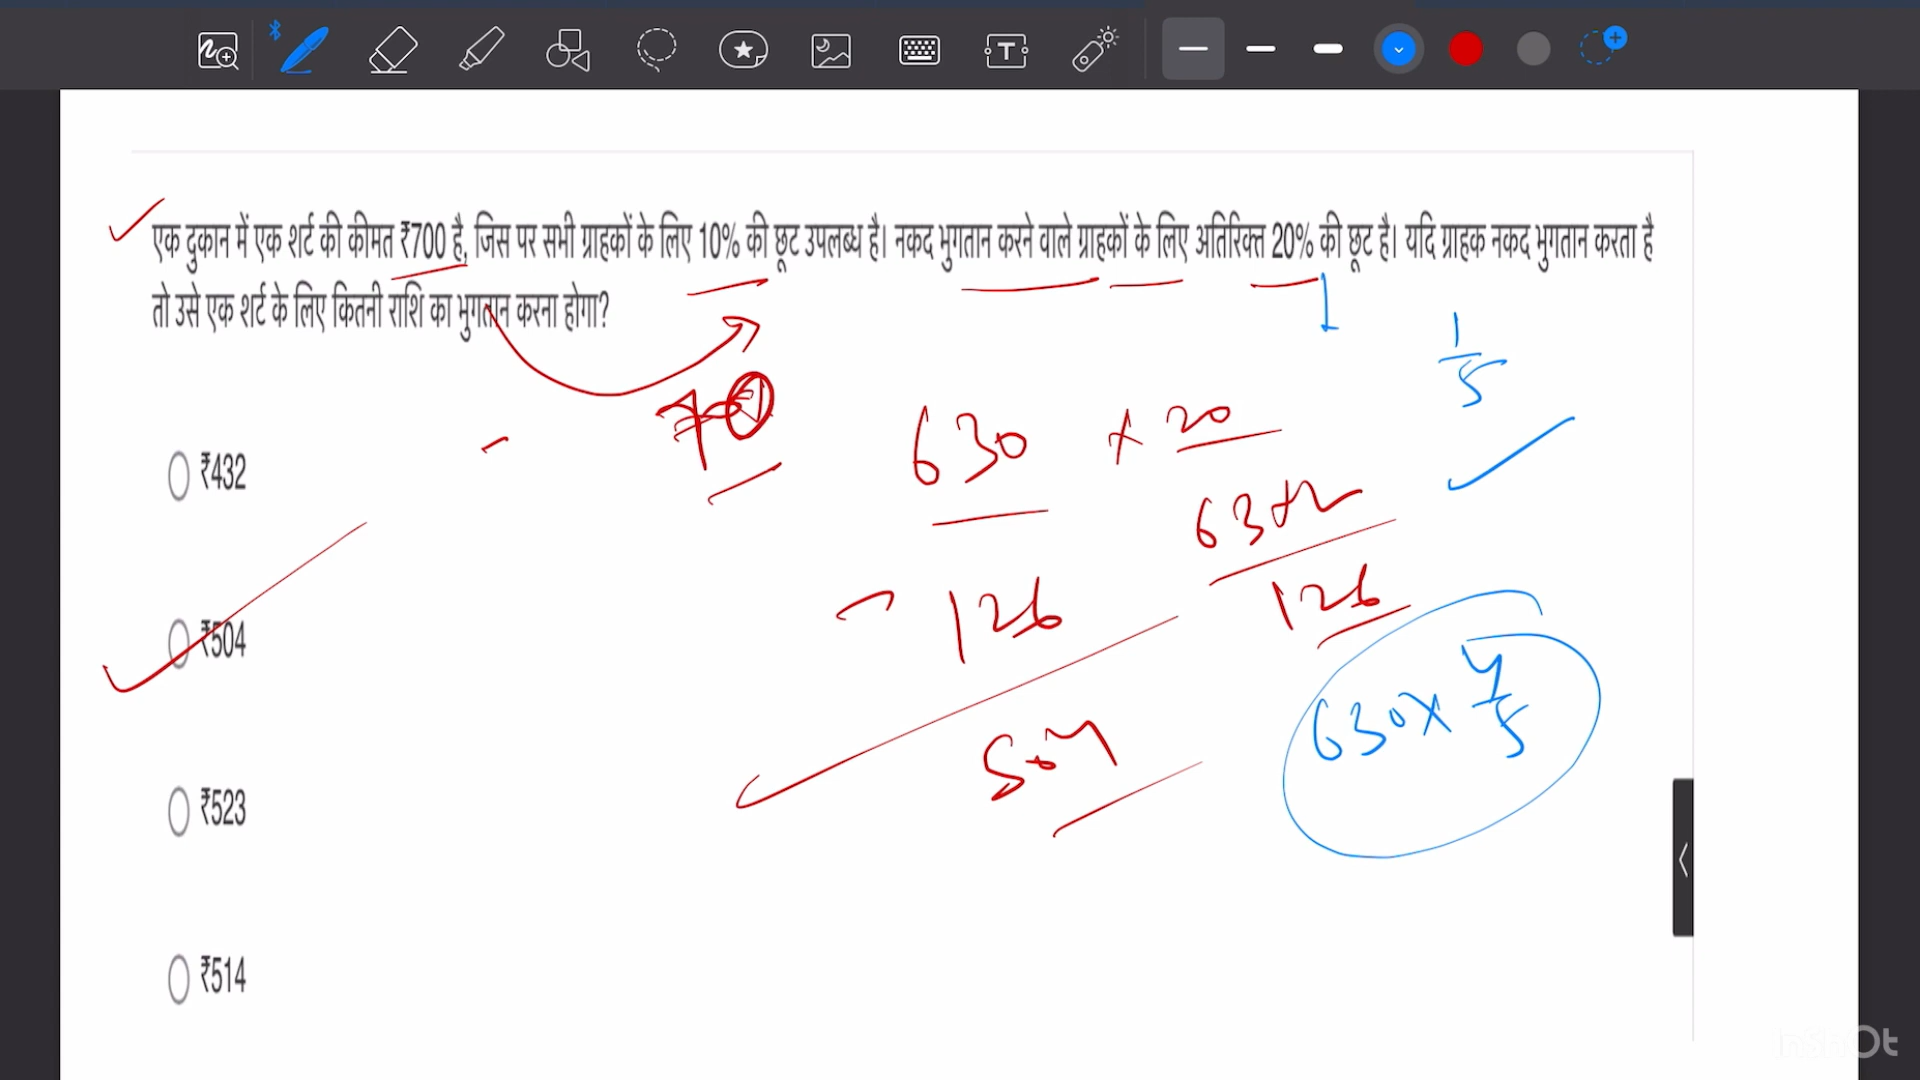 एक दुकान में एक शर्ट की कीमत ₹700 है, जिस पर सभी ग्राहकों के लिए 10% की छूट उपलब्ध है। नकद भुगतान करने वाले ग्राहकों के लिए अतिरिक्त 20% की छूट है। यदि ग्राहक नकद भुगतान करता है
तो उसे एक शर्ट के लिए कितनी राशि का भुगतान करना होगा?
1/5
630 × 20
₹432
63×2
126
126
₹504
630 × 4/5
504
₹523
₹514